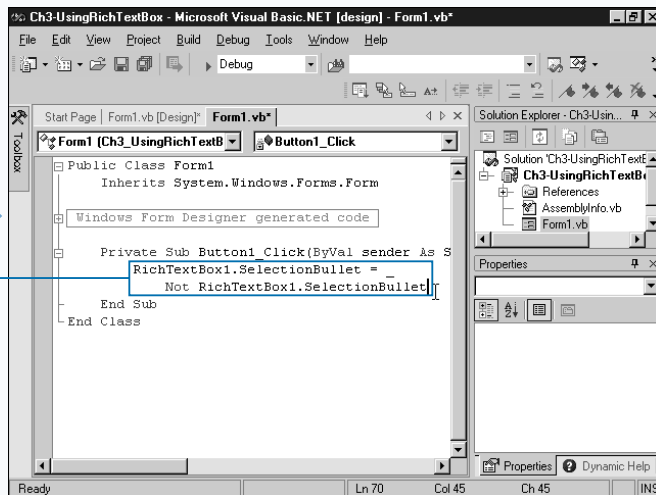 Ch3-UsingRichTextBox - Microsoft Visual Basic.NET [design] - Form1.vb*
File Edit View Project Build Debug Tools Window Help
Debug
Start Page Form1.vb [Design]* Form1.vb*
Solution Explorer - Ch3-Usin...
Toolbox
Form1 (Ch3_UsingRichTextB Button1_Click
Solution 'Ch3-UsingRichTextE
Ch3-UsingRichTextB
References
AssemblyInfo.vb
Form1.vb
Public Class Form1
Inherits System.Windows.Forms.Form
Windows Form Designer generated code
Private Sub Button1_Click(ByVal sender As S
RichTextBox1.SelectionBullet = _
Not RichTextBox1.SelectionBullet
End Sub
End Class
Properties
Properties Dynamic Help
Ready Ln 70 Col 45 Ch 45 INS